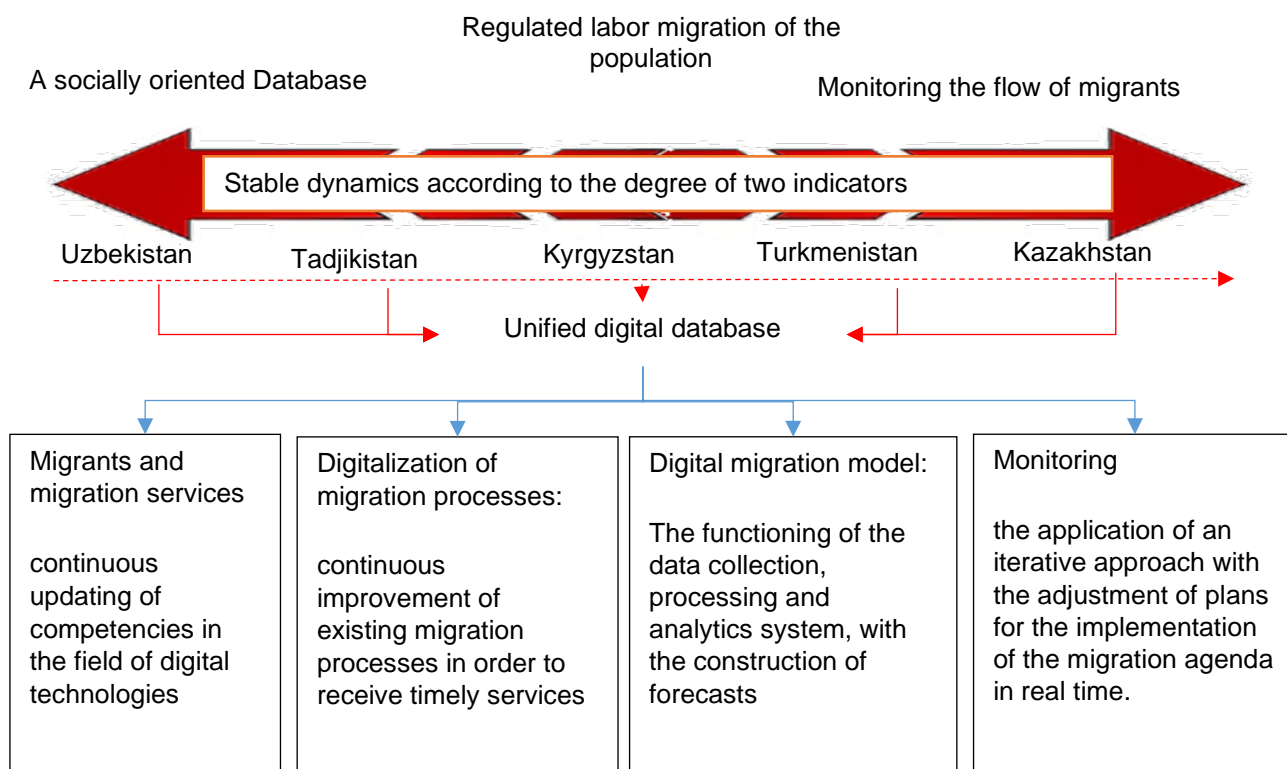 Regulated labor migration of the
population
A socially oriented Database
Monitoring the flow of migrants
Stable dynamics according to the degree of two indicators
Uzbekistan
Tadjikistan
Kyrgyzstan
Turkmenistan
Kazakhstan
Unified digital database
Migrants and
migration services
continuous
updating of
competencies in
the field of digital
technologies
Digitalization of
migration processes:
continuous
improvement of
existing migration
processes in order to
receive timely services
Digital migration model:
The functioning of the
data collection,
processing and
analytics system, with
the construction of
forecasts
Monitoring
the application of an
iterative approach with
the adjustment of plans
for the implementation
of the migration agenda
in real time.